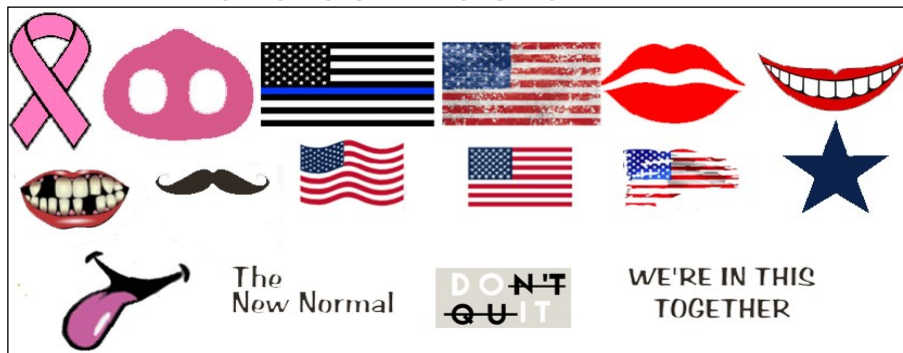 The
New Normal
DON'T
QUIT
WE'RE IN THIS
TOGETHER